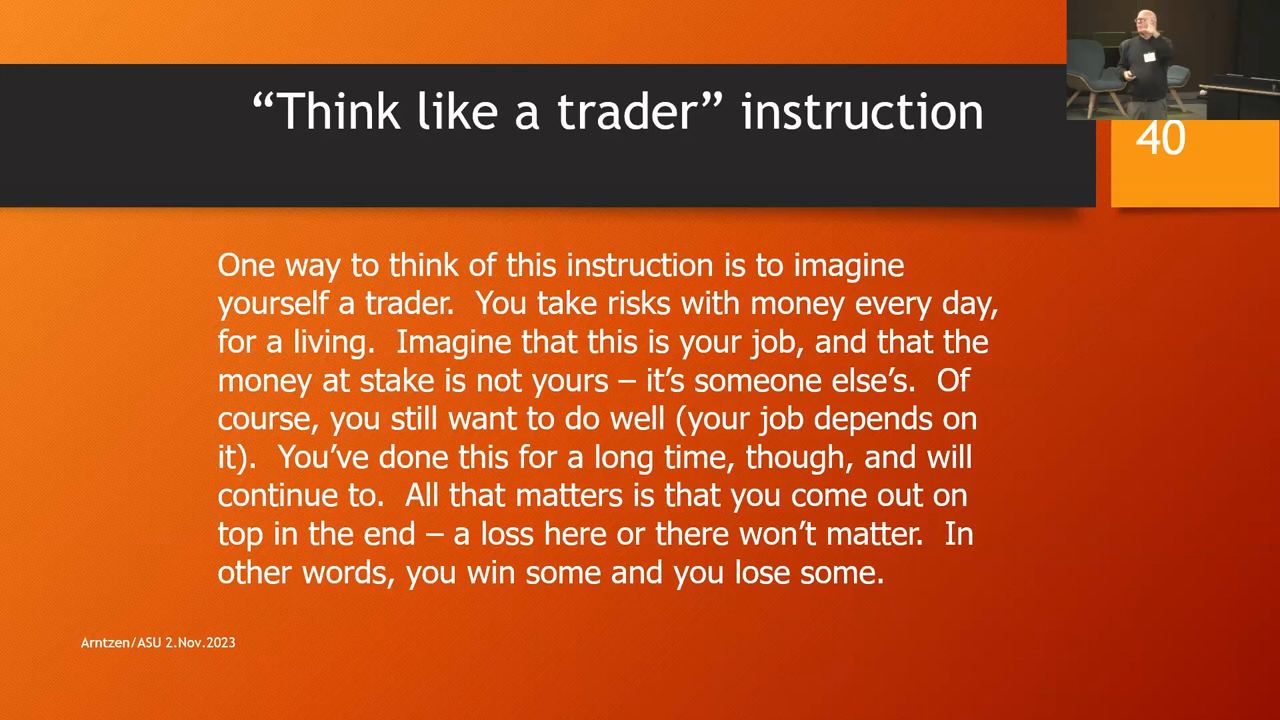 “Think like a trader” instruction
40
One way to think of this instruction is to imagine
yourself a trader.  You take risks with money every day,
for a living.  Imagine that this is your job, and that the
money at stake is not yours – it’s someone else’s.  Of
course, you still want to do well (your job depends on
it).  You’ve done this for a long time, though, and will
continue to.  All that matters is that you come out on
top in the end – a loss here or there won’t matter.  In
other words, you win some and you lose some.
Arntzen/ASU 2.Nov.2023